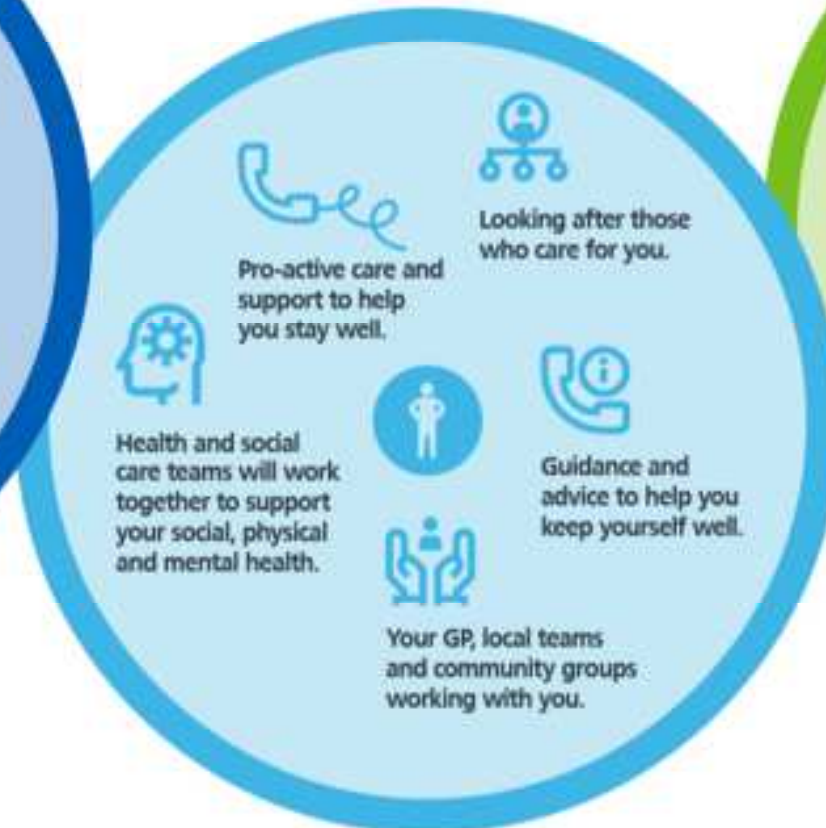 Looking after those
who care for you.
Pro-active care and
support to help
you stay well.
Health and social
care teams will work
together to support
your social, physical
and mental health.
Guidance and
advice to help you
keep yourself well.
Your GP, local teams
and community groups
working with you.